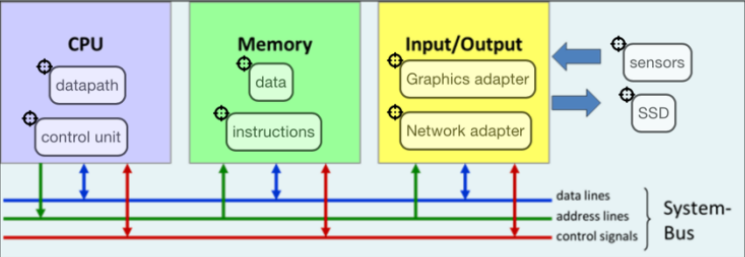 CPU
datapath
control unit
Memory
data
instructions
Input/Output
Graphics adapter
Network adapter
sensors
SSD
data lines
address lines
control signals
System-
Bus